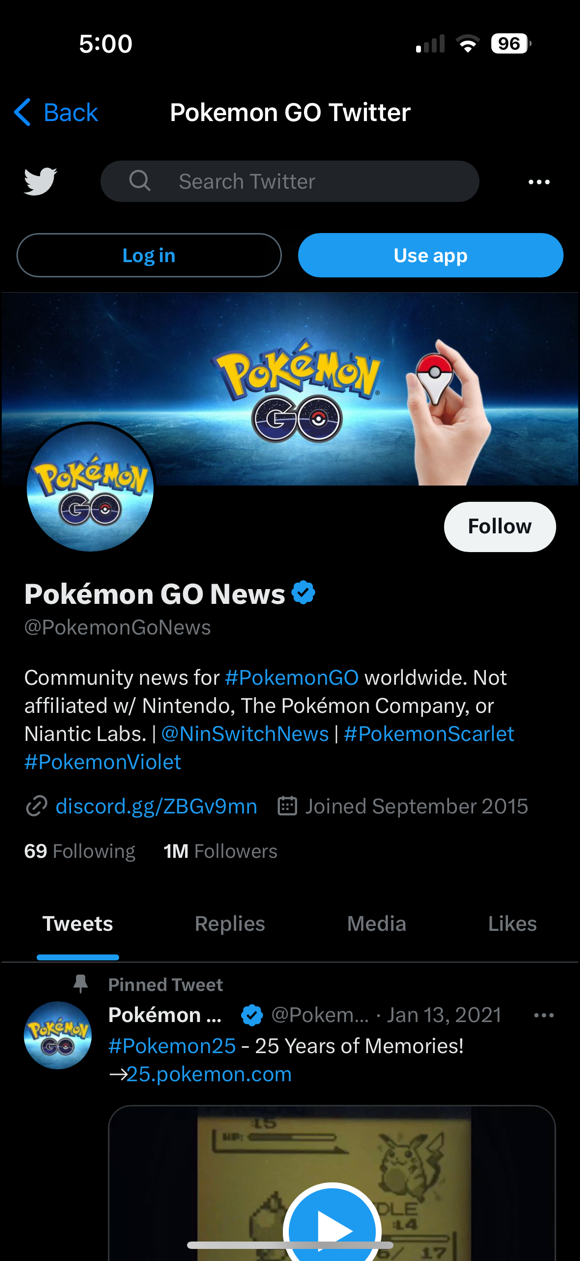 5:00
96
Back
Pokemon GO Twitter
Search Twitter
Log in
Use app
POKÉMON
GO
POKÉMON
GO
Follow
Pokémon GO News
@PokemonGoNews
Community news for #PokemonGO worldwide. Not
affiliated w/ Nintendo, The Pokémon Company, or
Niantic Labs. | @NinSwitchNews | #PokemonScarlet
#PokemonViolet
discord.gg/ZBGv9mn
Joined September 2015
69 Following 1M Followers
Tweets Replies Media Likes
Pinned Tweet
Pokémon ... @Pokem... · Jan 13, 2021
POKÉMON
GO
#Pokemon25 - 25 Years of Memories!
→25.pokemon.com
:L5
HP:
:L4
17